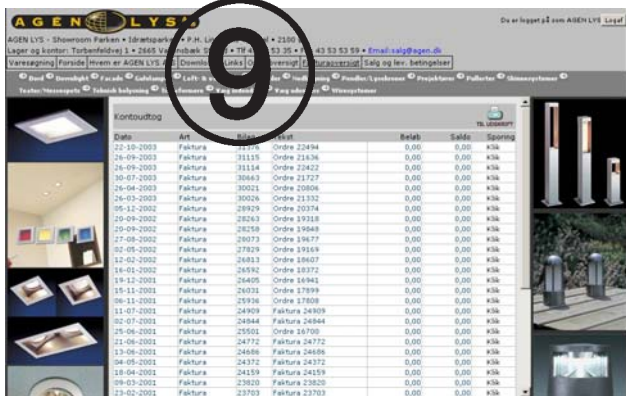 AGEN LYS A/S
Du er logget på som AGEN LYS Logaf
AGEN LYS - Showroom Parken • Idrætsparken • P.H. 2100
Lager og kontor: Torbenfeldvej 1 • 2665 • Tlf 43 53 35 • 43 53 53 59 • Email:salg@agen.dk
Varesøgning Forside Hvem er AGEN LYS A/S Download Links Fakturaoversigt Salg og lev. betingelser
9
Bord Downlight Facade Gulvlampe Loft- & Nedhængning Pendler/Lysekroner Projektører Pullerter Skinnesystemer
Teater/Messespots Teknisk belysning Væg udendørs Wiresystemer
Kontoudtog
TIL UDSKRIFT
Dato Art Bilag Tekst Beløb Saldo Sporing
22-10-2003 Faktura 31376 Ordre 22494 0,00 0,00 Klik
26-09-2003 Faktura 31115 Ordre 21636 0,00 0,00 Klik
26-09-2003 Faktura 31114 Ordre 22422 0,00 0,00 Klik
30-07-2003 Faktura 30663 Ordre 21727 0,00 0,00 Klik
26-04-2003 Faktura 30021 Ordre 20806 0,00 0,00 Klik
26-03-2003 Faktura 30026 Ordre 21332 0,00 0,00 Klik
05-12-2002 Faktura 28929 Ordre 20374 0,00 0,00 Klik
20-09-2002 Faktura 28263 Ordre 19318 0,00 0,00 Klik
20-09-2002 Faktura 28258 Ordre 19848 0,00 0,00 Klik
27-08-2002 Faktura 28073 Ordre 19677 0,00 0,00 Klik
02-05-2002 Faktura 27829 Ordre 19169 0,00 0,00 Klik
12-02-2002 Faktura 26813 Ordre 18607 0,00 0,00 Klik
16-01-2002 Faktura 26592 Ordre 18372 0,00 0,00 Klik
19-12-2001 Faktura 26405 Ordre 16941 0,00 0,00 Klik
15-11-2001 Faktura 26031 Ordre 17899 0,00 0,00 Klik
06-11-2001 Faktura 25936 Ordre 17808 0,00 0,00 Klik
11-07-2001 Faktura 24909 Faktura 24909 0,00 0,00 Klik
02-07-2001 Faktura 24844 Faktura 24844 0,00 0,00 Klik
25-06-2001 Faktura 25501 Ordre 16700 0,00 0,00 Klik
21-06-2001 Faktura 24772 Faktura 24772 0,00 0,00 Klik
13-06-2001 Faktura 24686 Faktura 24686 0,00 0,00 Klik
04-05-2001 Faktura 24372 Faktura 24372 0,00 0,00 Klik
18-04-2001 Faktura 24159 Faktura 24159 0,00 0,00 Klik
09-03-2001 Faktura 23820 Faktura 23820 0,00 0,00 Klik
23-02-2001 Faktura 23703 Faktura 23703 0,00 0,00 Klik